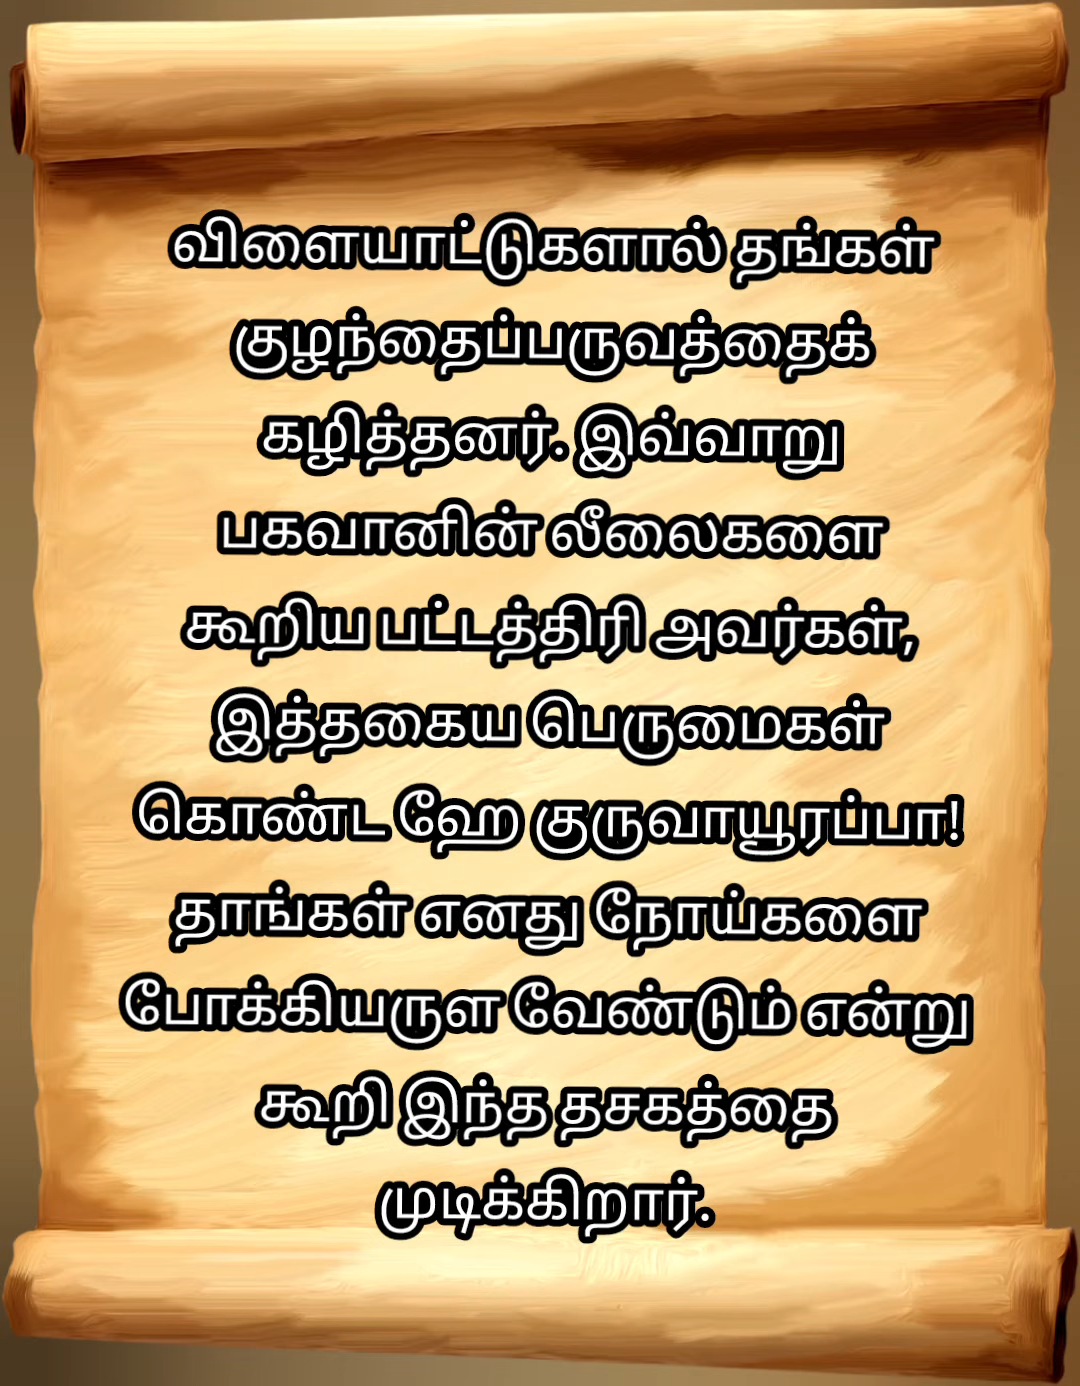 விளையாட்டுகளால் தங்கள்
குழந்தைப்பருவத்தைக்
கழித்தனர். இவ்வாறு
பகவானின் லீலைகளை
கூறிய பட்டத்திரி அவர்கள்,
இத்தகைய பெருமைகள்
கொண்ட ஹே குருவாயூரப்பா!
தாங்கள் எனது நோய்களை
போக்கியருள வேண்டும் என்று
கூறி இந்த தசகத்தை
முடிக்கிறார்.